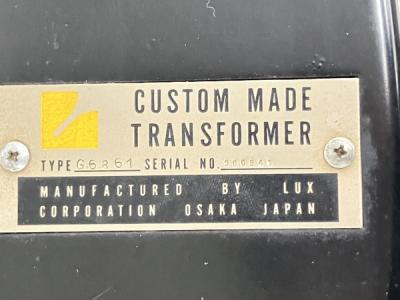 CUSTOM MADE
TRANSFORMER
TYPE G6861 SERIAL NO.
MANUFACTURED BY LUX
CORPORATION OSAKA JAPAN